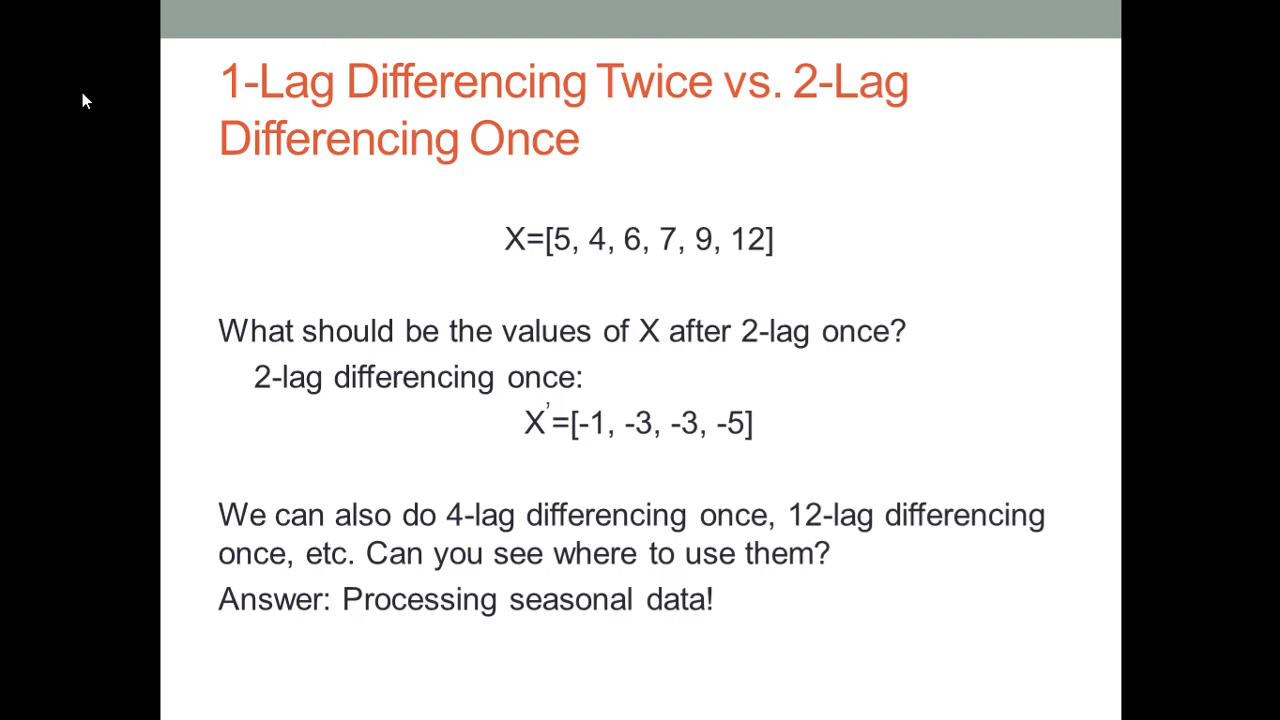 1-Lag Differencing Twice vs. 2-Lag
Differencing Once
X=[5, 4, 6, 7, 9, 12]
What should be the values of X after 2-lag once?
2-lag differencing once:
X’=[-1, -3, -3, -5]
We can also do 4-lag differencing once, 12-lag differencing
once, etc. Can you see where to use them?
Answer: Processing seasonal data!